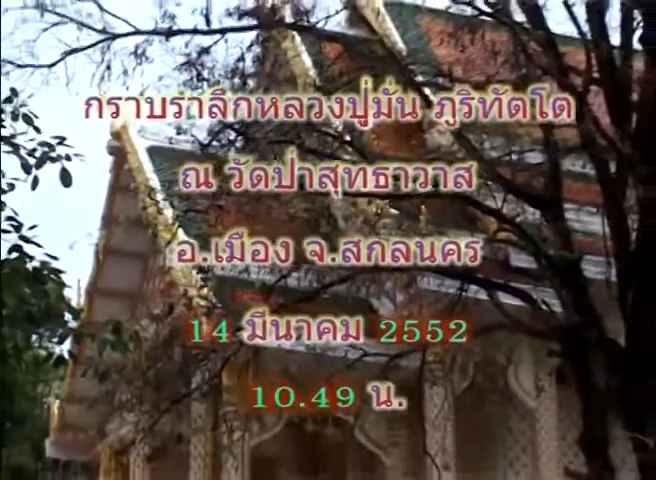 กราบรำลึกหลวงปู่มั่น ภูริทัตโต
ณ วัดป่าสุทธาวาส
อ.เมือง จ.สกลนคร
14 มีนาคม 2552
10.49 น.